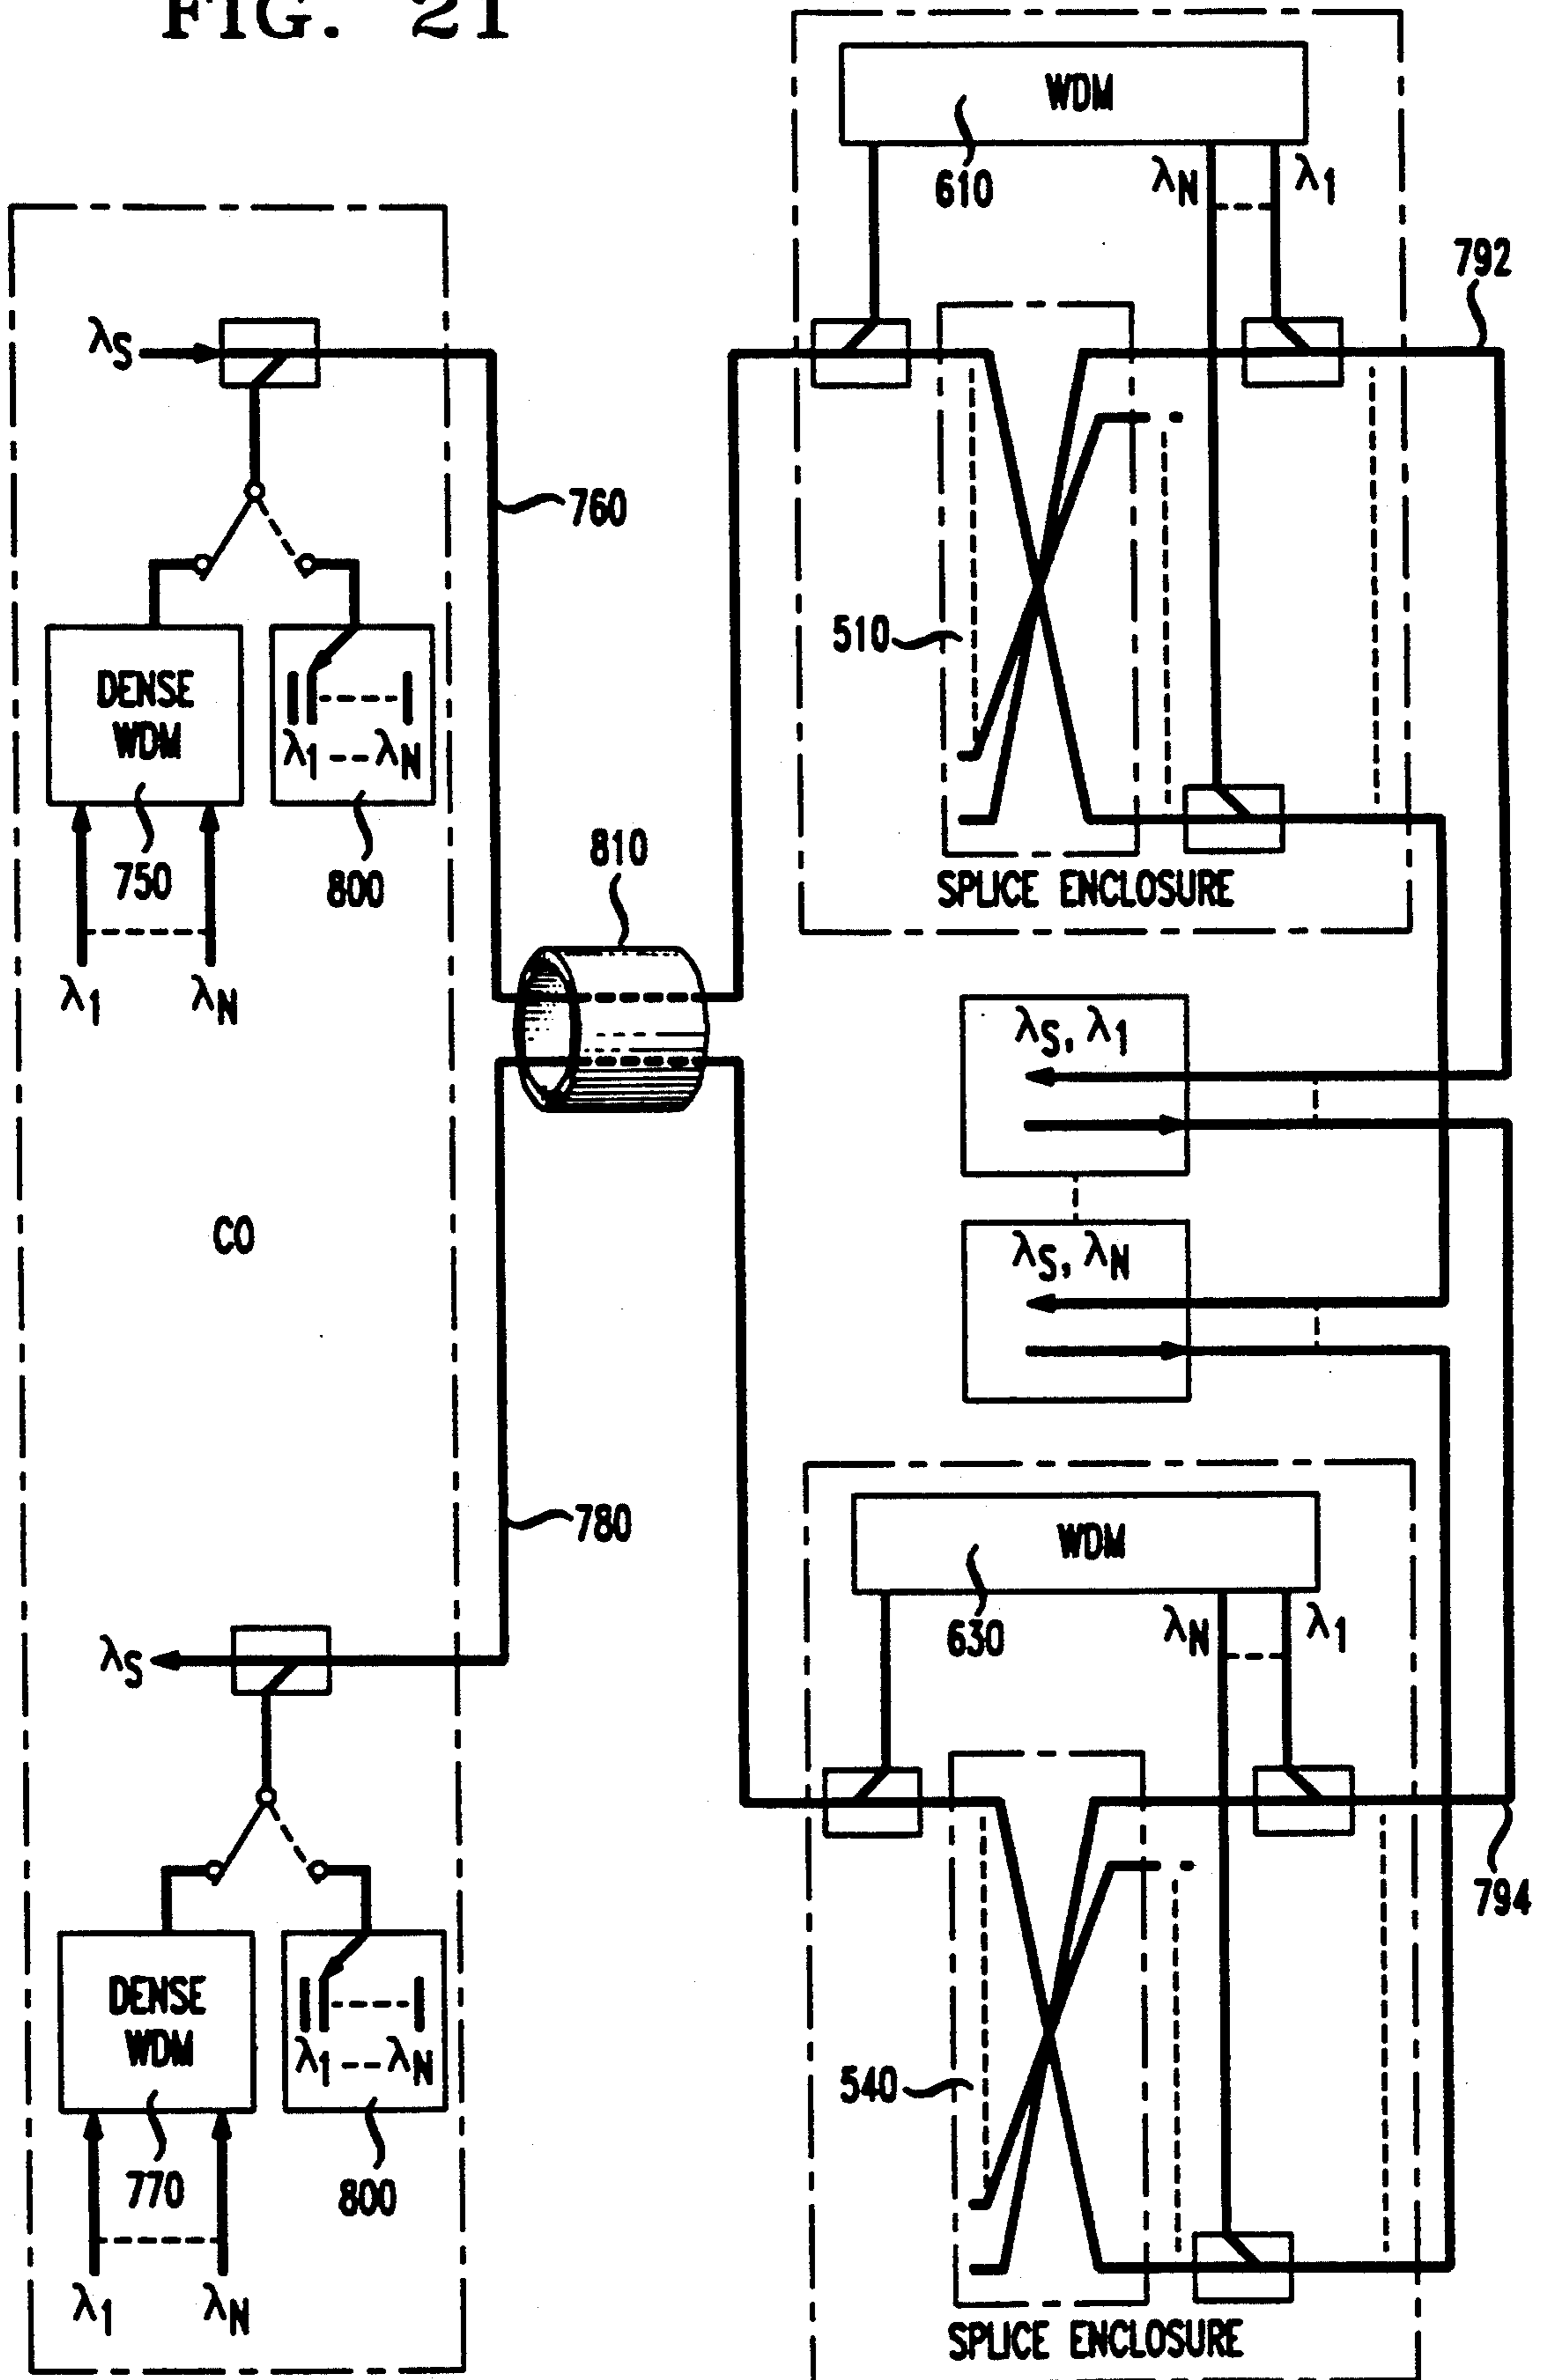 FIG. 21
WDM
610
λN
λ1
792
λS
760
510
DENSE
WDM
λ1 -- λN
750
800
λ1
λN
810
SPLICE ENCLOSURE
λS, λ1
CO
λS, λN
780
WDM
630
λN
λ1
λS
794
DENSE
WDM
λ1 -- λN
540
770
800
λ1
λN
SPLICE ENCLOSURE